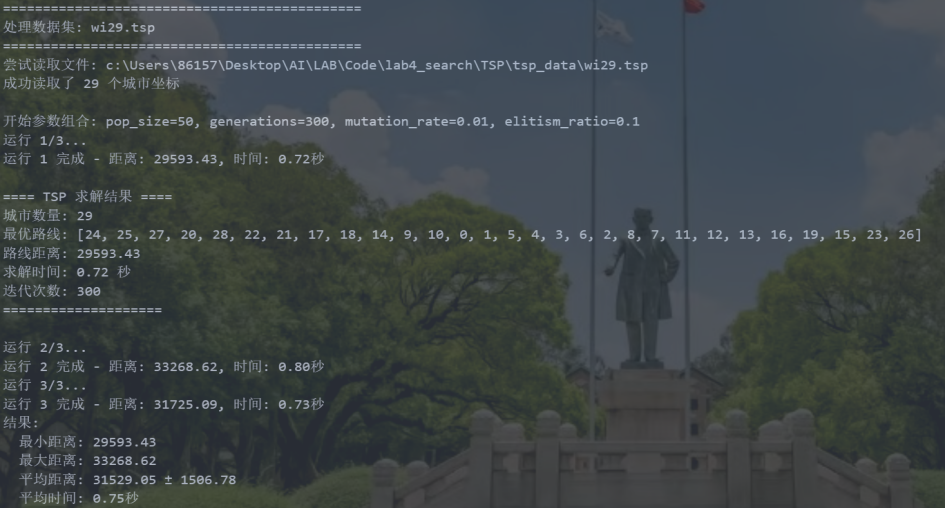 =============================================
处理数据集: wi29.tsp
=============================================
尝试读取文件: c:\Users\86157\Desktop\AI\LAB\Code\lab4_search\TSP\tsp_data\wi29.tsp
成功读取了 29 个城市坐标
开始参数组合: pop_size=50, generations=300, mutation_rate=0.01, elitism_ratio=0.1
运行 1/3...
运行 1 完成 - 距离: 29593.43, 时间: 0.72秒
==== TSP 求解结果 ====
城市数量: 29
最优路线: [24, 25, 27, 20, 28, 22, 21, 17, 18, 14, 9, 10, 0, 1, 5, 4, 3, 6, 2, 8, 7, 11, 12, 13, 16, 19, 15, 23, 26]
路线距离: 29593.43
求解时间: 0.72 秒
迭代次数: 300
====================
运行 2/3...
运行 2 完成 - 距离: 33268.62, 时间: 0.80秒
运行 3/3...
运行 3 完成 - 距离: 31725.09, 时间: 0.73秒
结果:
最小距离: 29593.43
最大距离: 33268.62
平均距离: 31529.05 ± 1506.78
平均时间: 0.75秒